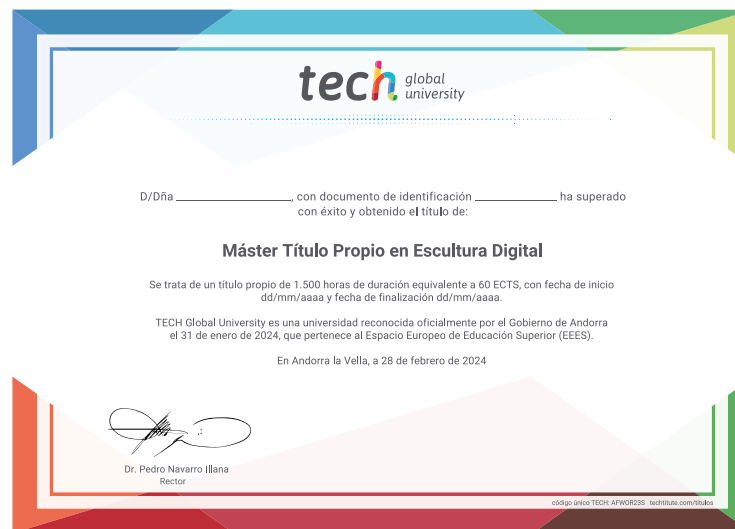 tech global
university
D/Dña ____________, con documento de identificación ____________ ha superado
con éxito y obtenido el título de:
Máster Título Propio en Escultura Digital
Se trata de un título propio de 1.500 horas de duración equivalente a 60 ECTS, con fecha de inicio
dd/mm/aaaa y fecha de finalización dd/mm/aaaa.
TECH Global University es una universidad reconocida oficialmente por el Gobierno de Andorra
el 31 de enero de 2024, que pertenece al Espacio Europeo de Educación Superior (EEES).
En Andorra la Vella, a 28 de febrero de 2024
Dr. Pedro Navarro Illana
Rector
código único TECH: AFWOR23S techtitute.com/titulos